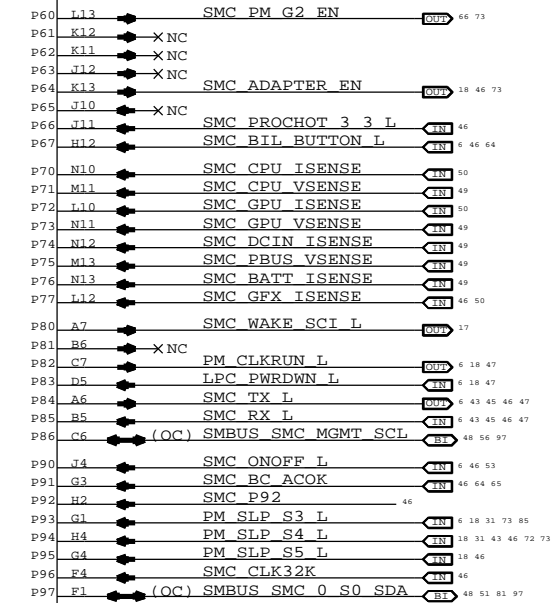 P60 L13 SMC_PM_G2_EN OUT 66 73
P61 K12 NC
P62 K11 NC
P63 J12 NC
P64 K13 SMC_ADAPTER_EN OUT 18 46 73
P65 J10 NC
P66 J11 SMC_PROCHOT_3_3_L IN 46
P67 H12 SMC_BIL_BUTTON_L IN 6 46 64
P70 N10 SMC_CPU_ISENSE IN 50
P71 M11 SMC_CPU_VSENSE IN 49
P72 L10 SMC_GPU_ISENSE IN 50
P73 N11 SMC_GPU_VSENSE IN 49
P74 N12 SMC_DCIN_ISENSE IN 49
P75 M13 SMC_PBUS_VSENSE IN 49
P76 N13 SMC_BATT_ISENSE IN 49
P77 L12 SMC_GFX_ISENSE IN 46 50
P80 A7 SMC_WAKE_SCI_L OUT 17
P81 B6 NC
P82 C7 PM_CLKRUN_L OUT 6 18 47
P83 D5 LPC_PWRDWN_L IN 6 18 47
P84 A6 SMC_TX_L OUT 6 43 45 46 47
P85 B5 SMC_RX_L IN 6 43 45 46 47
P86 C6 (OC) SMBUS_SMC_MGMT_SCL BI 48 56 97
P90 J4 SMC_ONOFF_L IN 6 46 53
P91 G3 SMC_BC_ACOK IN 46 64 65
P92 H2 SMC_P92 46
P93 G1 PM_SLP_S3_L IN 6 18 31 73 85
P94 H4 PM_SLP_S4_L IN 18 31 43 46 72 73
P95 G4 PM_SLP_S5_L IN 18 46
P96 F4 SMC_CLK32K IN 46
P97 F1 (OC) SMBUS_SMC_0_S0_SDA BI 48 51 81 97